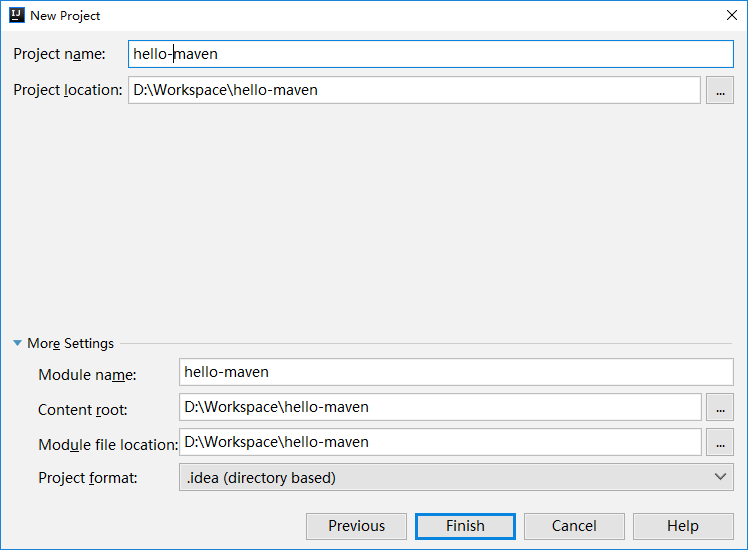 New Project
Project name: hello-maven
Project location: D:\Workspace\hello-maven ...
More Settings
Module name: hello-maven
Content root: D:\Workspace\hello-maven ...
Module file location: D:\Workspace\hello-maven ...
Project format: .idea (directory based)
Previous Finish Cancel Help